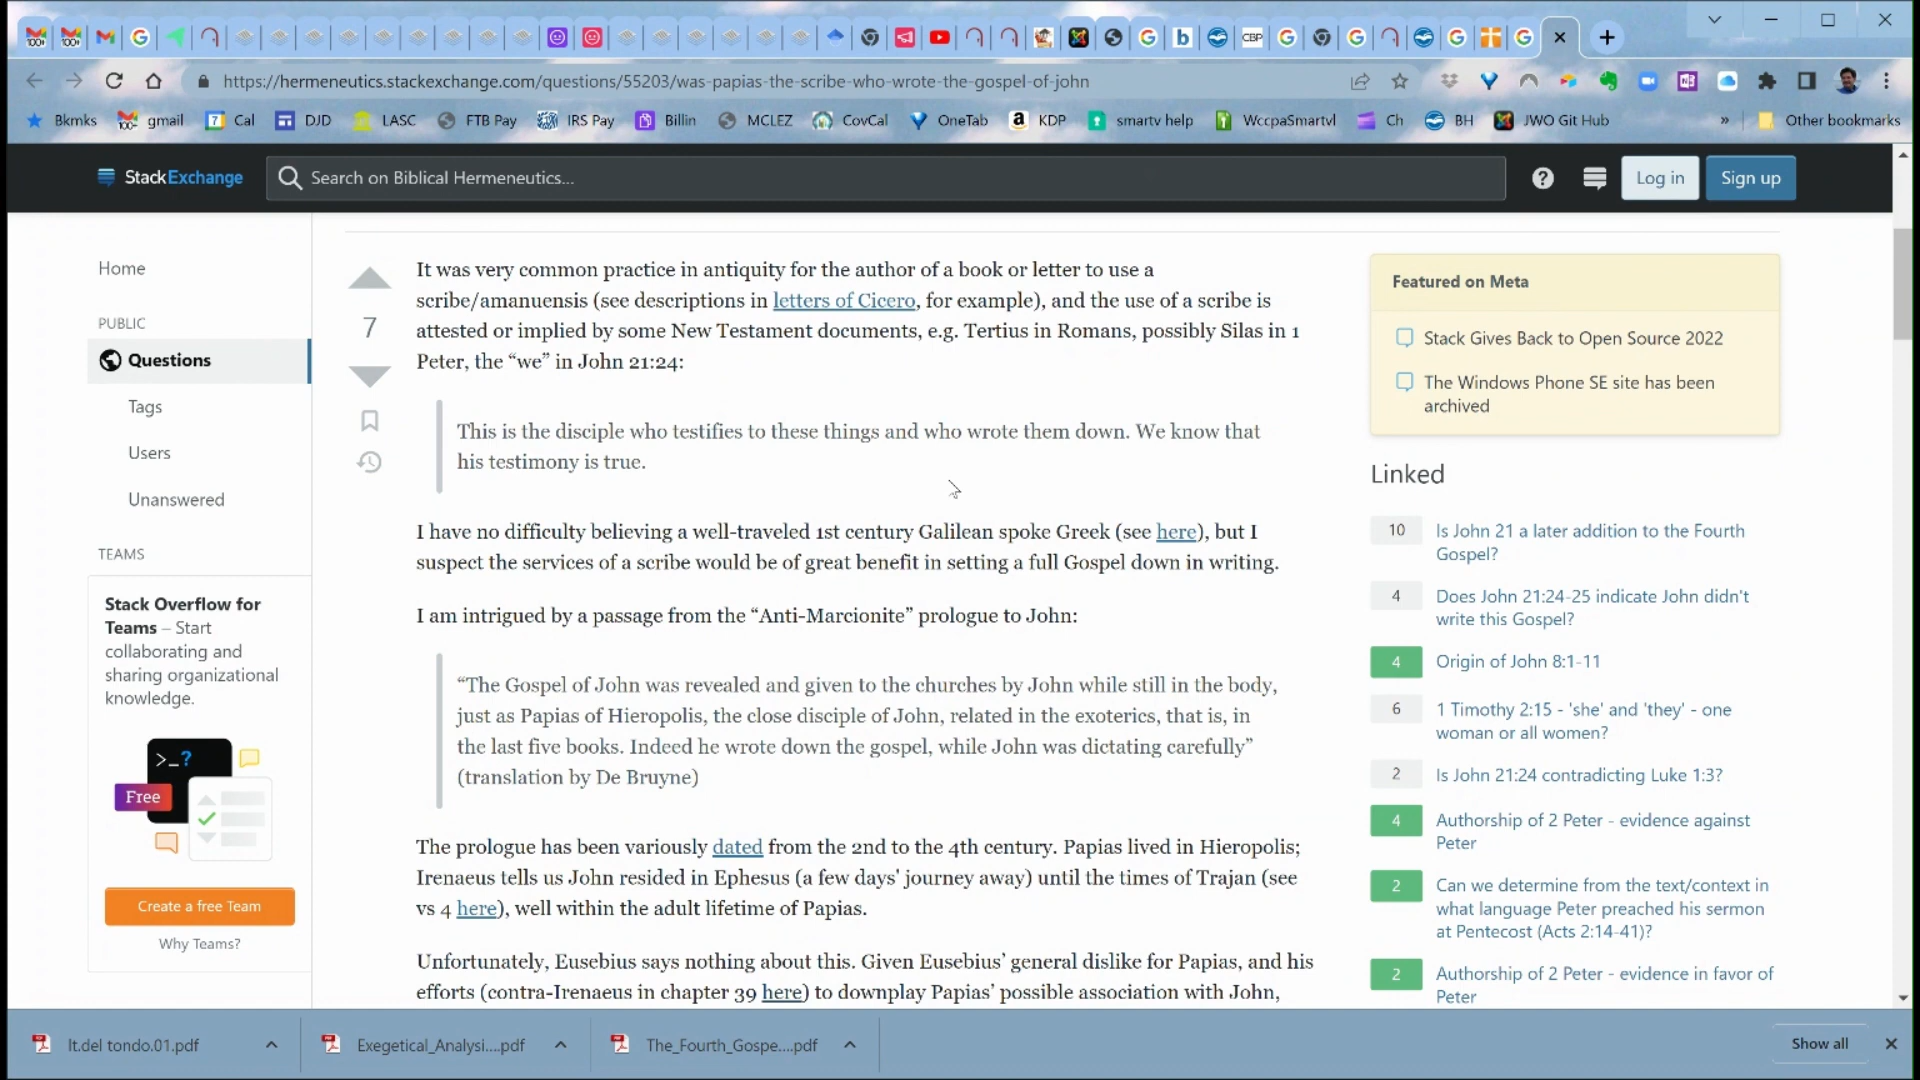 https://hermeneutics.stackexchange.com/questions/55203/was-papias-the-scribe-who-wrote-the-gospel-of-john
Bkmks gmail Cal DJD LASC FTB Pay IRS Pay Billin MCLEZ CovCal OneTab KDP smartv help WccpaSmartvl Ch BH JWO Git Hub » Other bookmarks
StackExchange
Search on Biblical Hermeneutics...
Log in
Sign up
Home
PUBLIC
Questions
Tags
Users
Unanswered
TEAMS
Stack Overflow for
Teams – Start
collaborating and
sharing organizational
knowledge.
>_?
Free
Create a free Team
Why Teams?
7
It was very common practice in antiquity for the author of a book or letter to use a
scribe/amanuensis (see descriptions in letters of Cicero, for example), and the use of a scribe is
attested or implied by some New Testament documents, e.g. Tertius in Romans, possibly Silas in 1
Peter, the “we” in John 21:24:
This is the disciple who testifies to these things and who wrote them down. We know that
his testimony is true.
I have no difficulty believing a well-traveled 1st century Galilean spoke Greek (see here), but I
suspect the services of a scribe would be of great benefit in setting a full Gospel down in writing.
I am intrigued by a passage from the “Anti-Marcionite” prologue to John:
“The Gospel of John was revealed and given to the churches by John while still in the body,
just as Papias of Hieropolis, the close disciple of John, related in the exoterics, that is, in
the last five books. Indeed he wrote down the gospel, while John was dictating carefully”
(translation by De Bruyne)
The prologue has been variously dated from the 2nd to the 4th century. Papias lived in Hieropolis;
Irenaeus tells us John resided in Ephesus (a few days' journey away) until the times of Trajan (see
vs 4 here), well within the adult lifetime of Papias.
Unfortunately, Eusebius says nothing about this. Given Eusebius’ general dislike for Papias, and his
efforts (contra-Irenaeus in chapter 39 here) to downplay Papias’ possible association with John,
Featured on Meta
Stack Gives Back to Open Source 2022
The Windows Phone SE site has been
archived
Linked
10 Is John 21 a later addition to the Fourth
Gospel?
4 Does John 21:24-25 indicate John didn't
write this Gospel?
4 Origin of John 8:1-11
6 1 Timothy 2:15 - 'she' and 'they' - one
woman or all women?
2 Is John 21:24 contradicting Luke 1:3?
4 Authorship of 2 Peter - evidence against
Peter
2 Can we determine from the text/context in
what language Peter preached his sermon
at Pentecost (Acts 2:14-41)?
2 Authorship of 2 Peter - evidence in favor of
Peter
lt.del tondo.01.pdf
Exegetical_Analysi....pdf
The_Fourth_Gospe....pdf
Show all